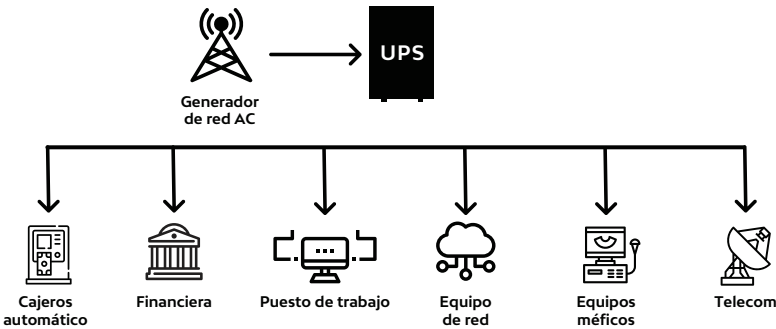 UPS
Generador
de red AC
Cajeros
automático
Financiera
Puesto de trabajo
Equipo
de red
Equipos
méficos
Telecom